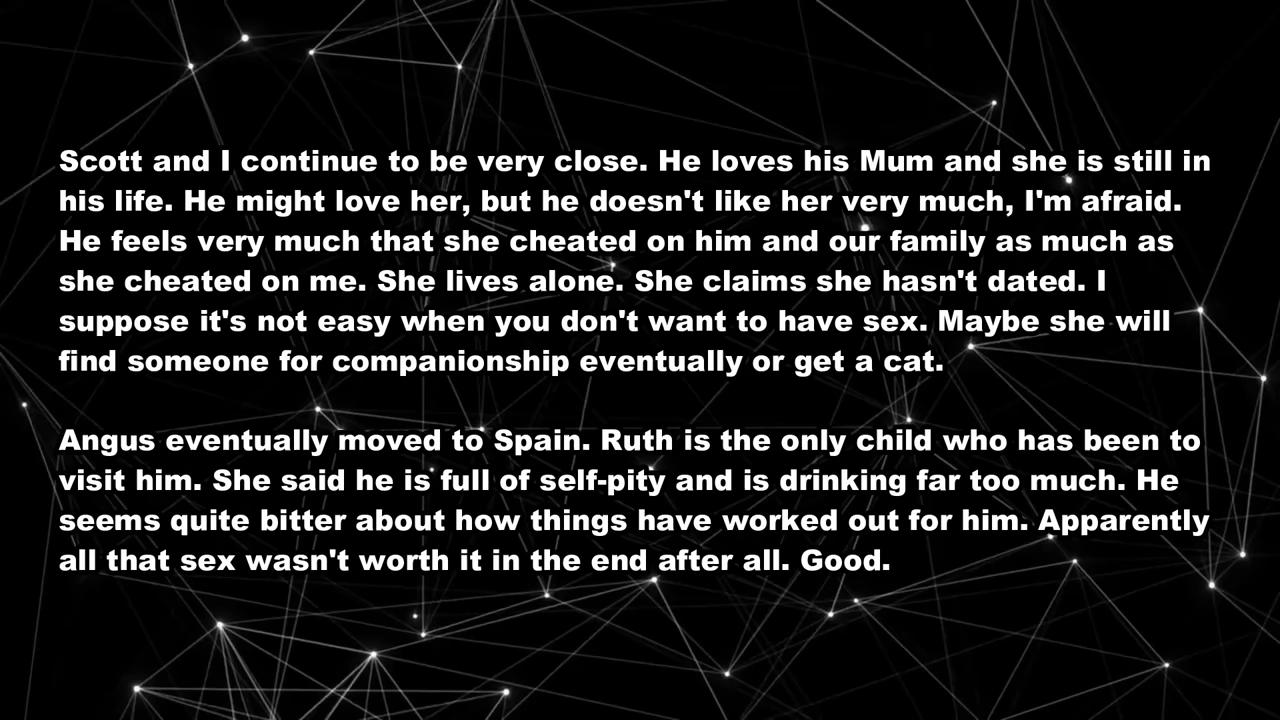 Scott and I continue to be very close. He loves his Mum and she is still in
his life. He might love her, but he doesn't like her very much, I'm afraid.
He feels very much that she cheated on him and our family as much as
she cheated on me. She lives alone. She claims she hasn't dated. I
suppose it's not easy when you don't want to have sex. Maybe she will
find someone for companionship eventually or get a cat.
Angus eventually moved to Spain. Ruth is the only child who has been to
visit him. She said he is full of self-pity and is drinking far too much. He
seems quite bitter about how things have worked out for him. Apparently
all that sex wasn't worth it in the end after all. Good.